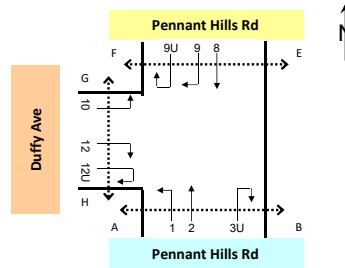 Pennant Hills Rd
N
F 9U 9 8 E
G
10
Duffy Ave
12
12U
H
A 1 2 3U B
Pennant Hills Rd